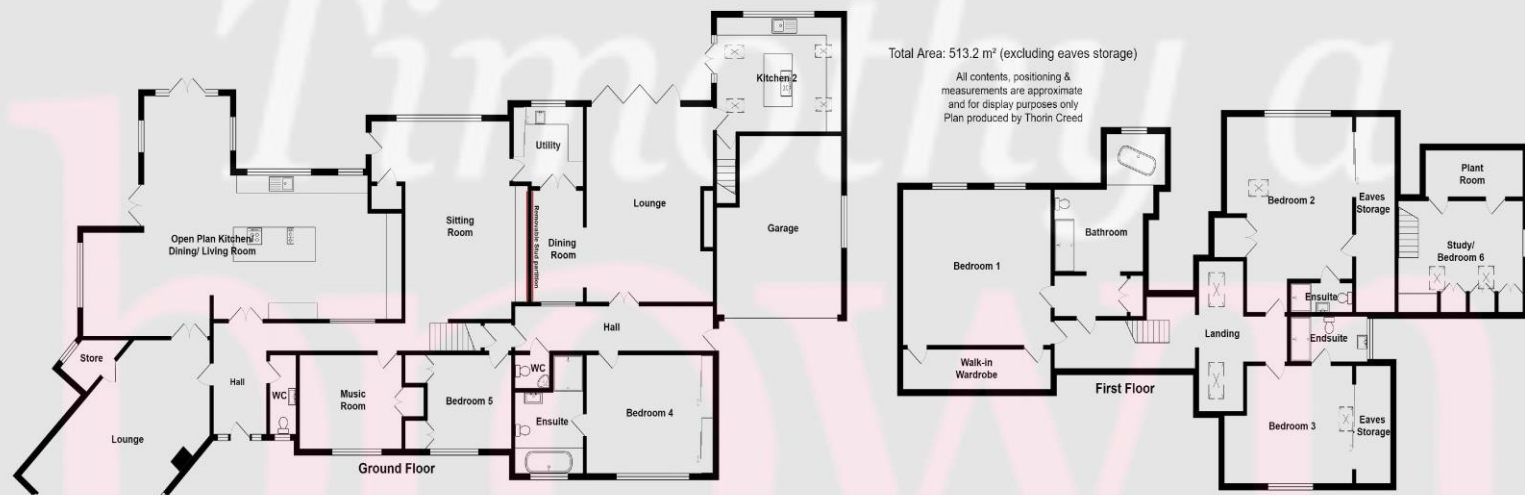 Timothy a
brown
Total Area: 513.2 m² (excluding eaves storage)
All contents, positioning &
measurements are approximate
and for display purposes only
Plan produced by Thorin Creed
Kitchen 2
Utility
Lounge
Sitting
Room
Removable Stud partition
Dining
Room
Garage
Open Plan Kitchen/
Dining/ Living Room
Hall
Store
Hall
WC
Music
Room
Bedroom 5
WC
Ensuite
Bedroom 4
Lounge
Ground Floor
Bedroom 1
Bathroom
Walk-in
Wardrobe
Landing
First Floor
Bedroom 2
Eaves
Storage
Plant
Room
Study/
Bedroom 6
Ensuite
Endsuite
Bedroom 3
Eaves
Storage